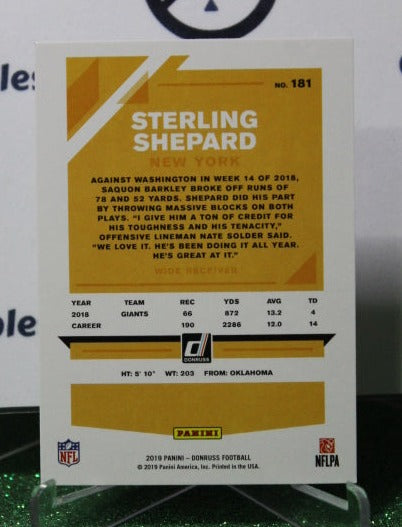 les
NO. 181
STERLING
SHEPARD
NEW YORK
AGAINST WASHINGTON IN WEEK 14 OF 2018,
SAQUON BARKLEY BROKE OFF RUNS OF
78 AND 52 YARDS. SHEPARD DID HIS PART
BY THROWING MASSIVE BLOCKS ON BOTH
PLAYS. "I GIVE HIM A TON OF CREDIT FOR
HIS TOUGHNESS AND HIS TENACITY,"
OFFENSIVE LINEMAN NATE SOLDER SAID.
"WE LOVE IT. HE'S BEEN DOING IT ALL YEAR.
HE'S GREAT AT IT."
WIDE RECEIVER
YEAR TEAM REC YDS AVG TD
2018 GIANTS 66 872 13.2 4
CAREER 190 2286 12.0 14
d
DONRUSS
HT: 5' 10" WT: 203 FROM: OKLAHOMA
PANINI
NFL
2019 PANINI – DONRUSS FOOTBALL
© 2019 Panini America, Inc. Printed in the USA.
NFLPA